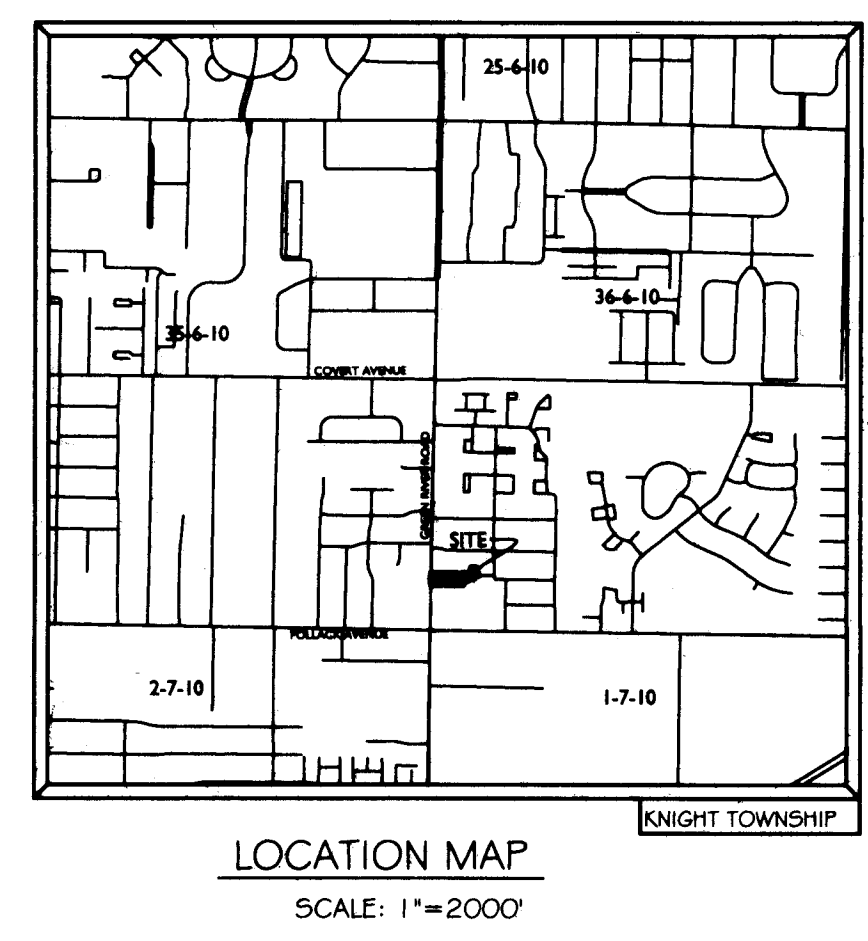 25-6-10
36-6-10
35-6-10
COVERT AVENUE
GREEN RIVER ROAD
SITE
POLLACK AVENUE
2-7-10
1-7-10
KNIGHT TOWNSHIP
LOCATION MAP
SCALE: 1"=2000'